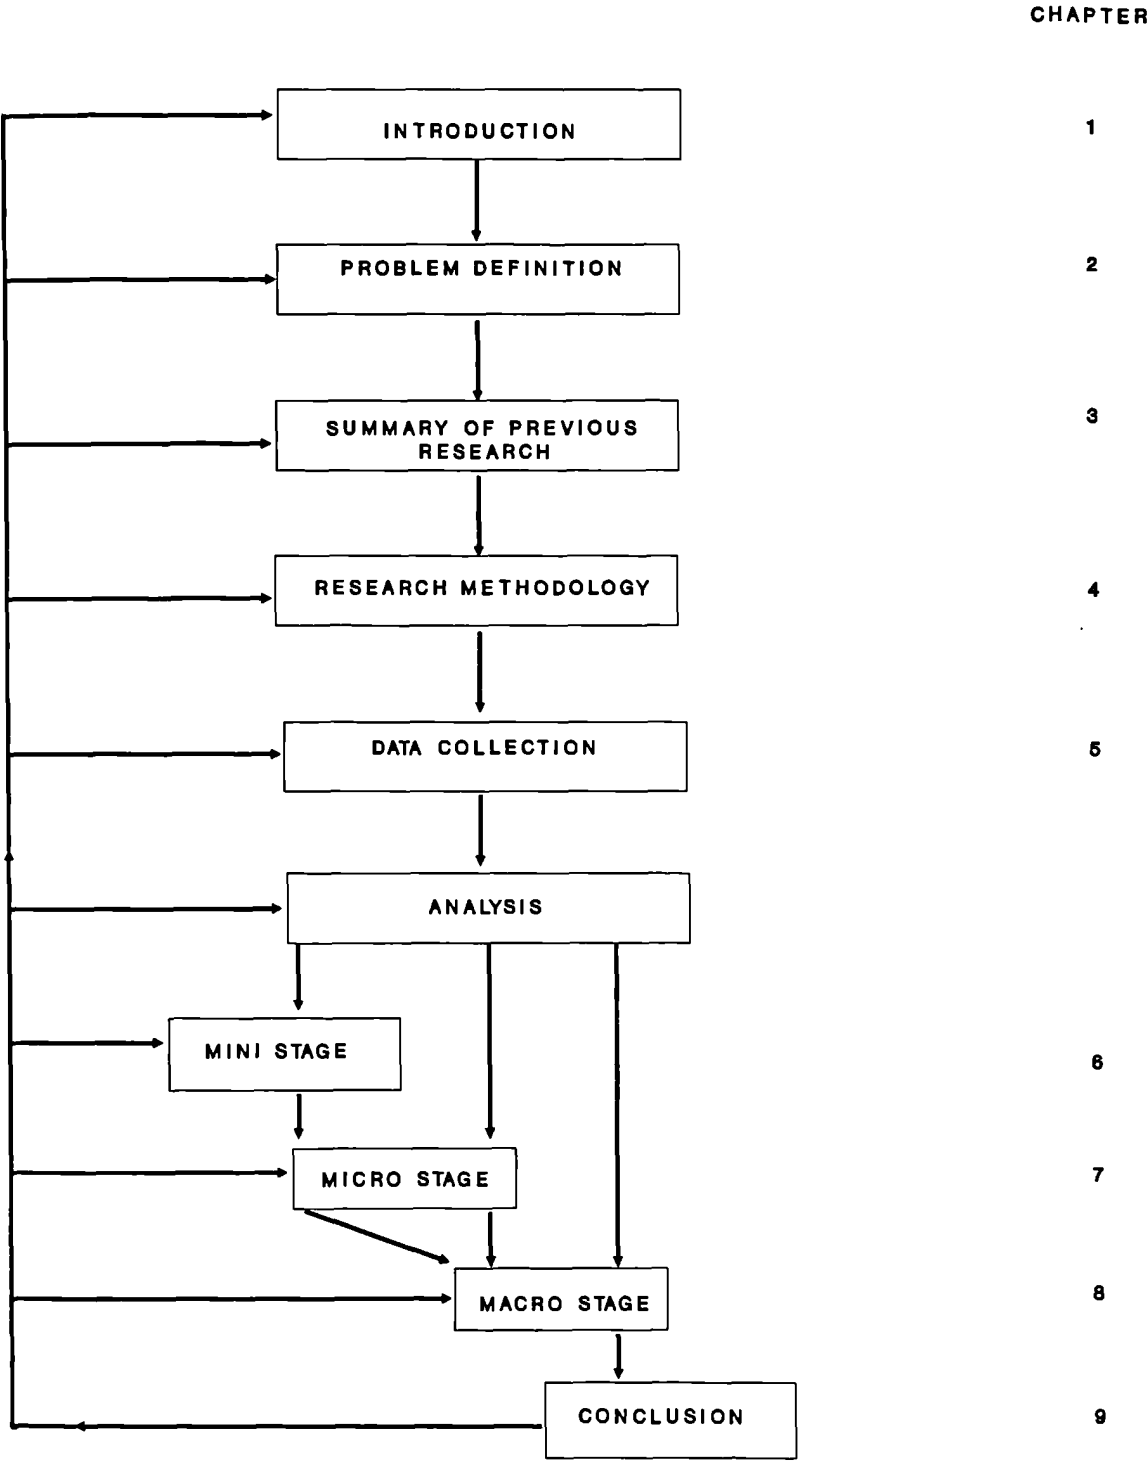 CHAPTER
INTRODUCTION 1
PROBLEM DEFINITION 2
SUMMARY OF PREVIOUS 3
RESEARCH
RESEARCH METHODOLOGY 4
DATA COLLECTION 5
ANALYSIS
MINI STAGE 6
MICRO STAGE 7
MACRO STAGE 8
CONCLUSION 9